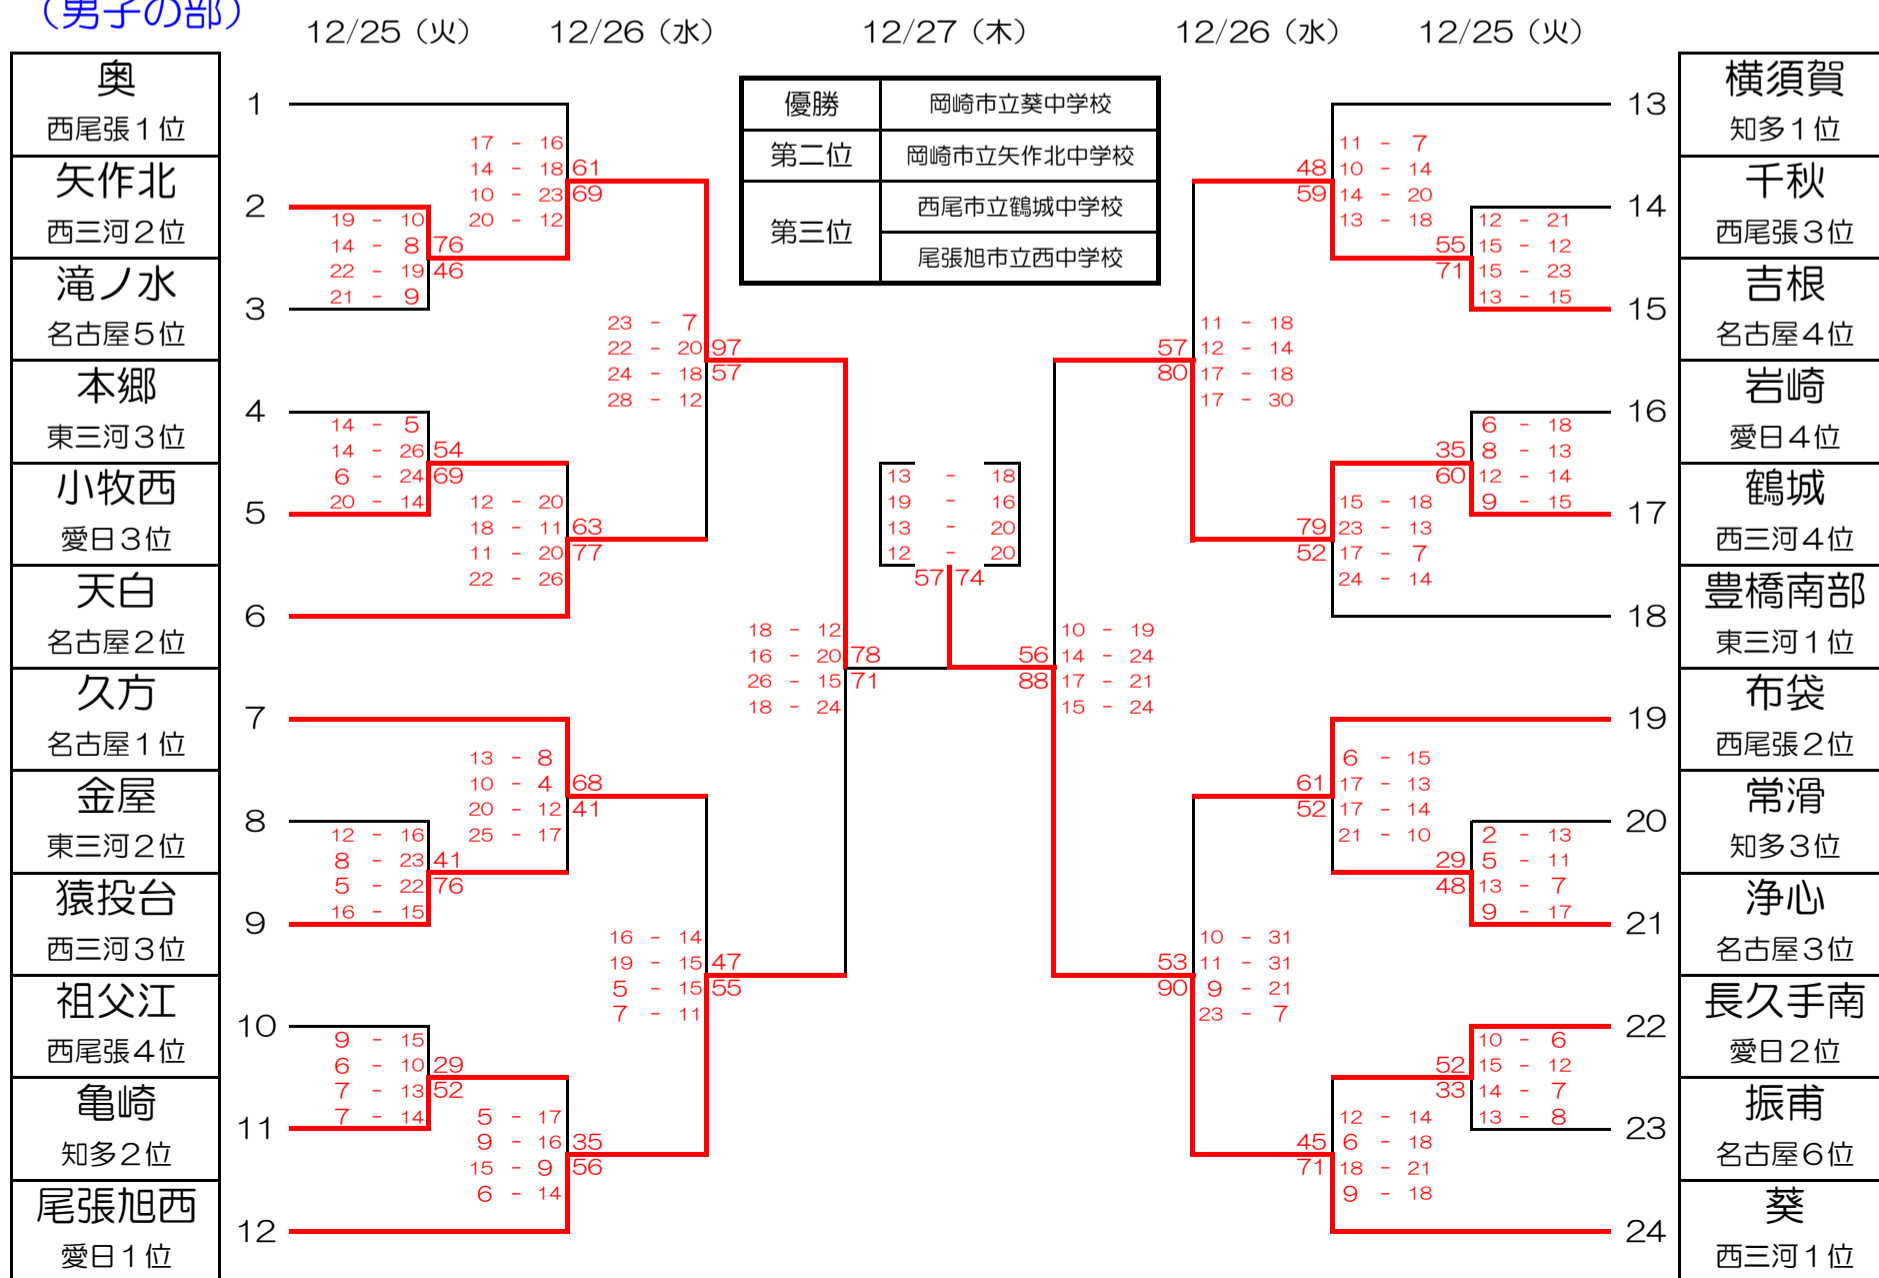 （男子の部）
12/25（火） 12/26（水） 12/27（木） 12/26（水） 12/25（火）
優勝 岡崎市立葵中学校
第二位 岡崎市立矢作北中学校
第三位 西尾市立鶴城中学校
尾張旭市立西中学校
奥
西尾張１位
1
矢作北
西三河２位
2
滝ノ水
名古屋５位
3
本郷
東三河３位
4
小牧西
愛日３位
5
天白
名古屋２位
6
久方
名古屋１位
7
金屋
東三河２位
8
猿投台
西三河３位
9
祖父江
西尾張４位
10
亀崎
知多２位
11
尾張旭西
愛日１位
12
19 - 10
14 - 8
22 - 19
21 - 9
76
46
14 - 5
14 - 26
6 - 24
20 - 14
54
69
12 - 16
8 - 23
5 - 22
16 - 15
41
76
9 - 15
6 - 10
7 - 13
7 - 14
29
52
17 - 16
14 - 18
10 - 23
20 - 12
61
69
12 - 20
18 - 11
11 - 20
22 - 26
63
77
13 - 8
10 - 4
20 - 12
25 - 17
68
41
5 - 17
9 - 16
15 - 9
6 - 14
35
56
23 - 7
22 - 20
24 - 18
28 - 12
97
57
16 - 14
19 - 15
5 - 15
7 - 11
47
55
18 - 12
16 - 20
26 - 15
18 - 24
78
71
13 - 18
19 - 16
13 - 20
12 - 20
57 74
10 - 19
14 - 24
17 - 21
15 - 24
56
88
11 - 18
12 - 14
17 - 18
17 - 30
57
80
10 - 31
11 - 31
9 - 21
23 - 7
53
90
11 - 7
10 - 14
14 - 20
13 - 18
48
59
15 - 18
23 - 13
17 - 7
24 - 14
79
52
6 - 15
17 - 13
17 - 14
21 - 10
61
52
12 - 14
6 - 18
18 - 21
9 - 18
45
71
12 - 21
15 - 12
15 - 23
13 - 15
55
71
6 - 18
8 - 13
12 - 14
9 - 15
35
60
2 - 13
5 - 11
13 - 7
9 - 17
29
48
10 - 6
15 - 12
14 - 7
13 - 8
52
33
13
横須賀
知多１位
14
千秋
西尾張３位
15
吉根
名古屋４位
16
岩崎
愛日４位
17
鶴城
西三河４位
18
豊橋南部
東三河１位
19
布袋
西尾張２位
20
常滑
知多３位
21
浄心
名古屋３位
22
長久手南
愛日２位
23
振甫
名古屋６位
24
葵
西三河１位